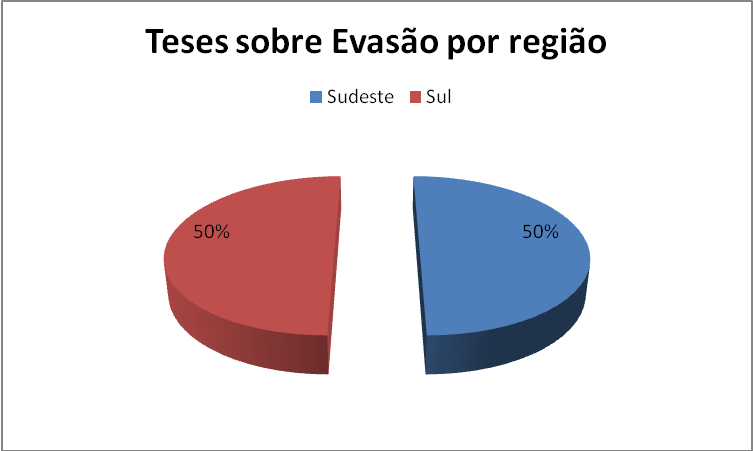 Teses sobre Evasão por região
Sudeste Sul
50% 50%